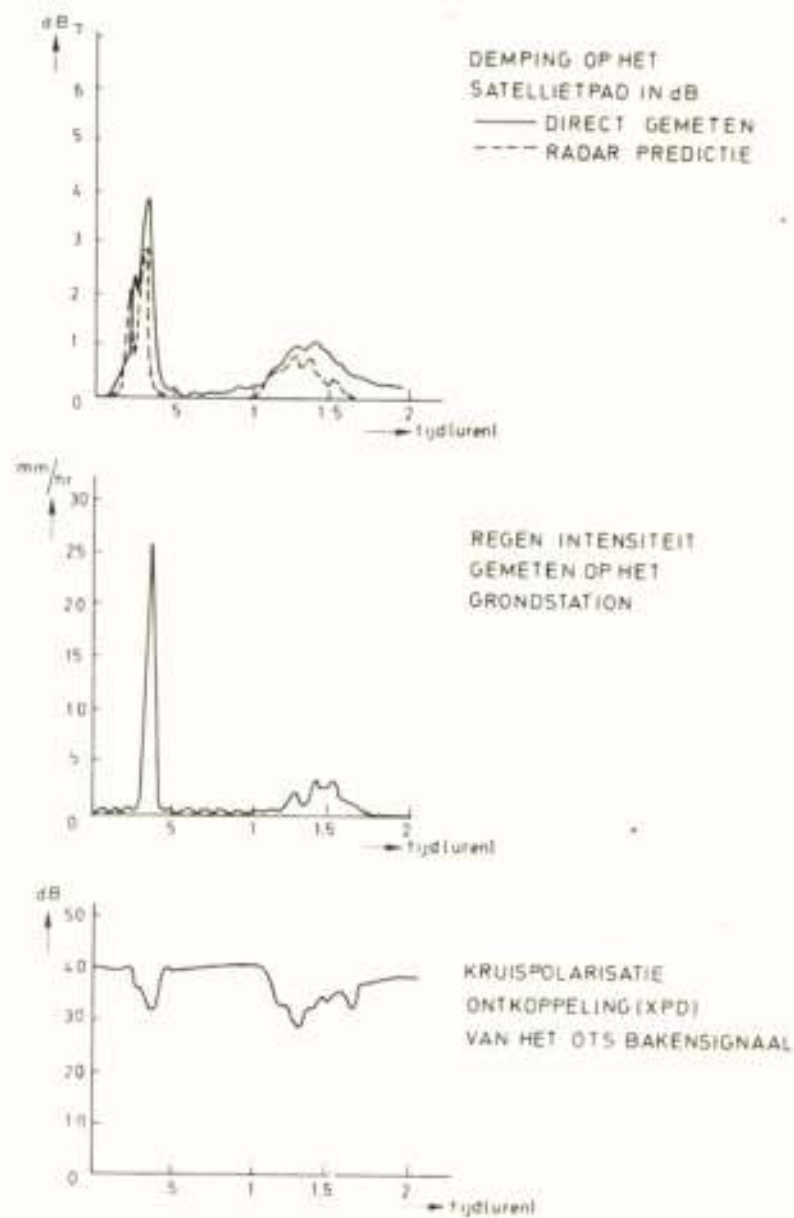 dB
7
6
5
4
3
2
1
0
.5
1
1.5
2
tijd(uren)
DEMPING OP HET
SATELLIETPAD IN dB
DIRECT GEMETEN
RADAR PREDICTIE
mm/hr
30
25
20
15
10
5
0
.5
1
1.5
2
tijd(uren)
REGEN INTENSITEIT
GEMETEN OP HET
GRONDSTATION
dB
50
40
30
20
10
0
.5
1
1.5
2
tijd(uren)
KRUISPOLARISATIE
ONTKOPPELING (XPD)
VAN HET OTS BAKENSIGNAAL